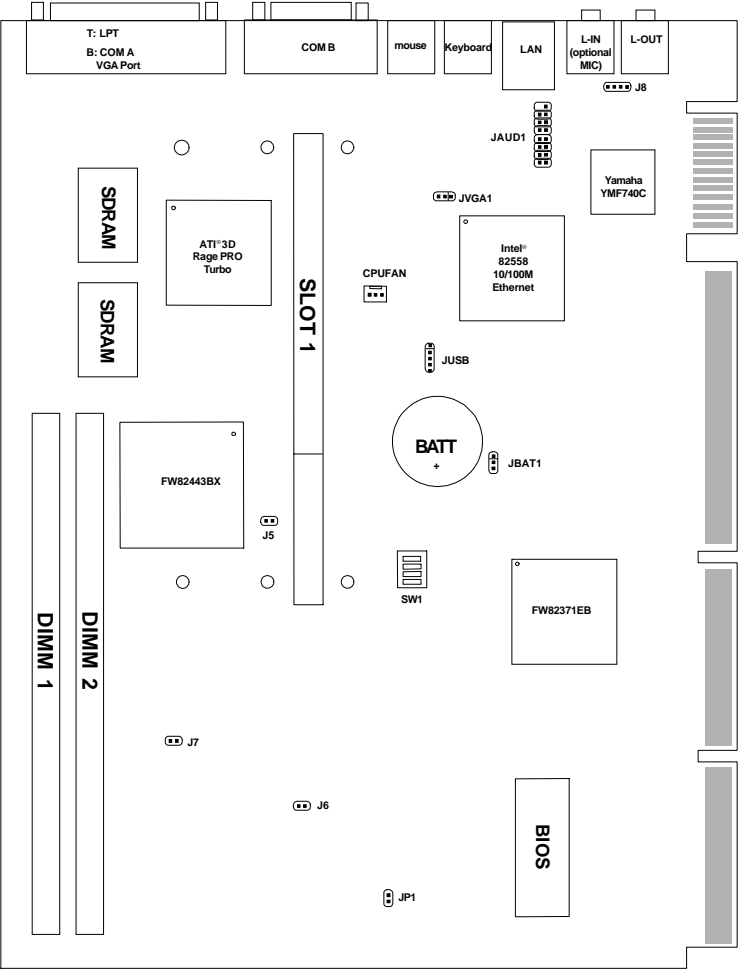 T: LPT
B: COM A
VGA Port
COM B
mouse
Keyboard
LAN
L-IN
(optional
MIC)
L-OUT
J8
JAUD1
Yamaha
YMF740C
JVGA1
SDRAM
ATI® 3D
Rage PRO
Turbo
Intel®
82558
10/100M
Ethernet
CPUFAN
SLOT 1
SDRAM
JUSB
BATT
+
JBAT1
FW82443BX
J5
SW1
FW82371EB
DIMM 1
DIMM 2
J7
J6
BIOS
JP1